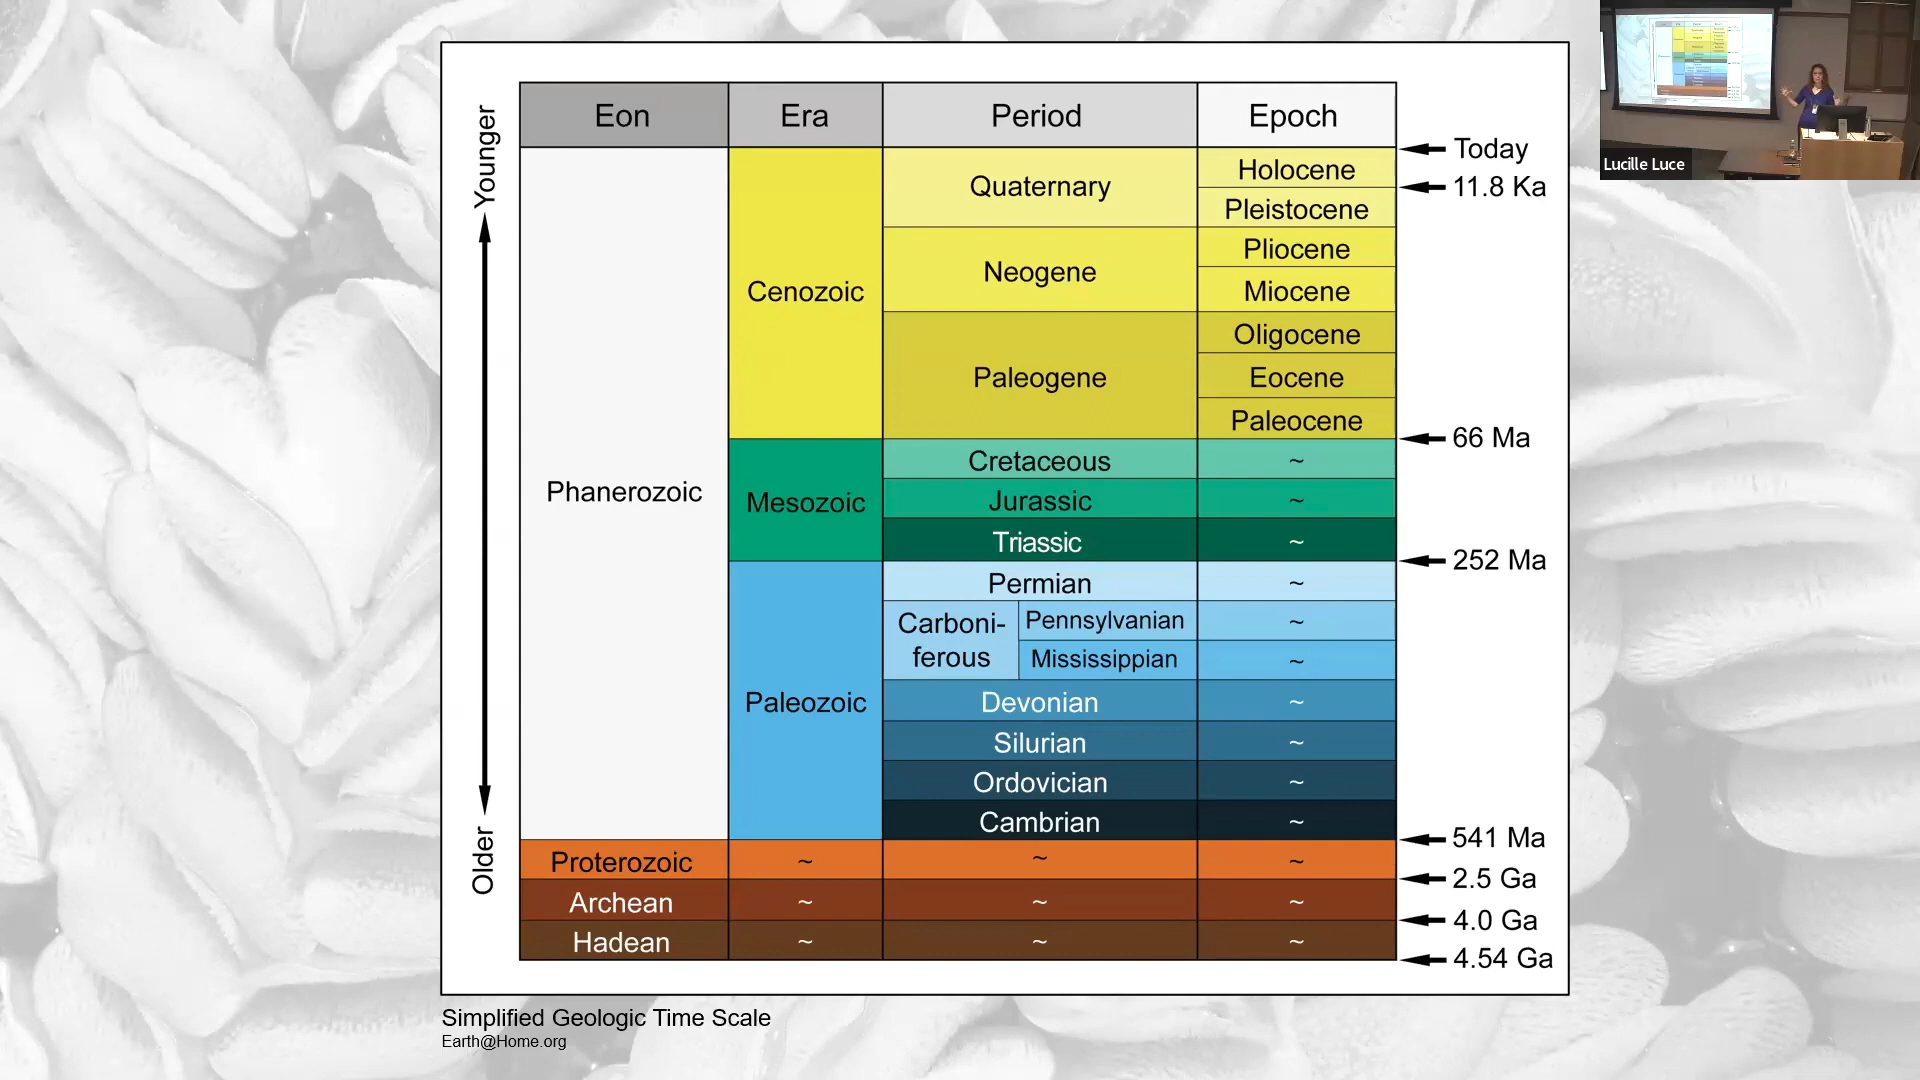 Eon Era Period Epoch
Younger
Older
Today
Holocene
Quaternary
11.8 Ka
Pleistocene
Pliocene
Neogene
Miocene
Cenozoic
Oligocene
Paleogene
Eocene
Paleocene
66 Ma
Cretaceous ~
Phanerozoic
Mesozoic
Jurassic ~
Triassic ~
252 Ma
Permian ~
Carboni-
ferous
Pennsylvanian ~
Mississippian ~
Paleozoic
Devonian ~
Silurian ~
Ordovician ~
Cambrian ~
541 Ma
Proterozoic ~ ~ ~
2.5 Ga
Archean ~ ~ ~
4.0 Ga
Hadean ~ ~ ~
4.54 Ga
Simplified Geologic Time Scale
Earth@Home.org
Lucille Luce